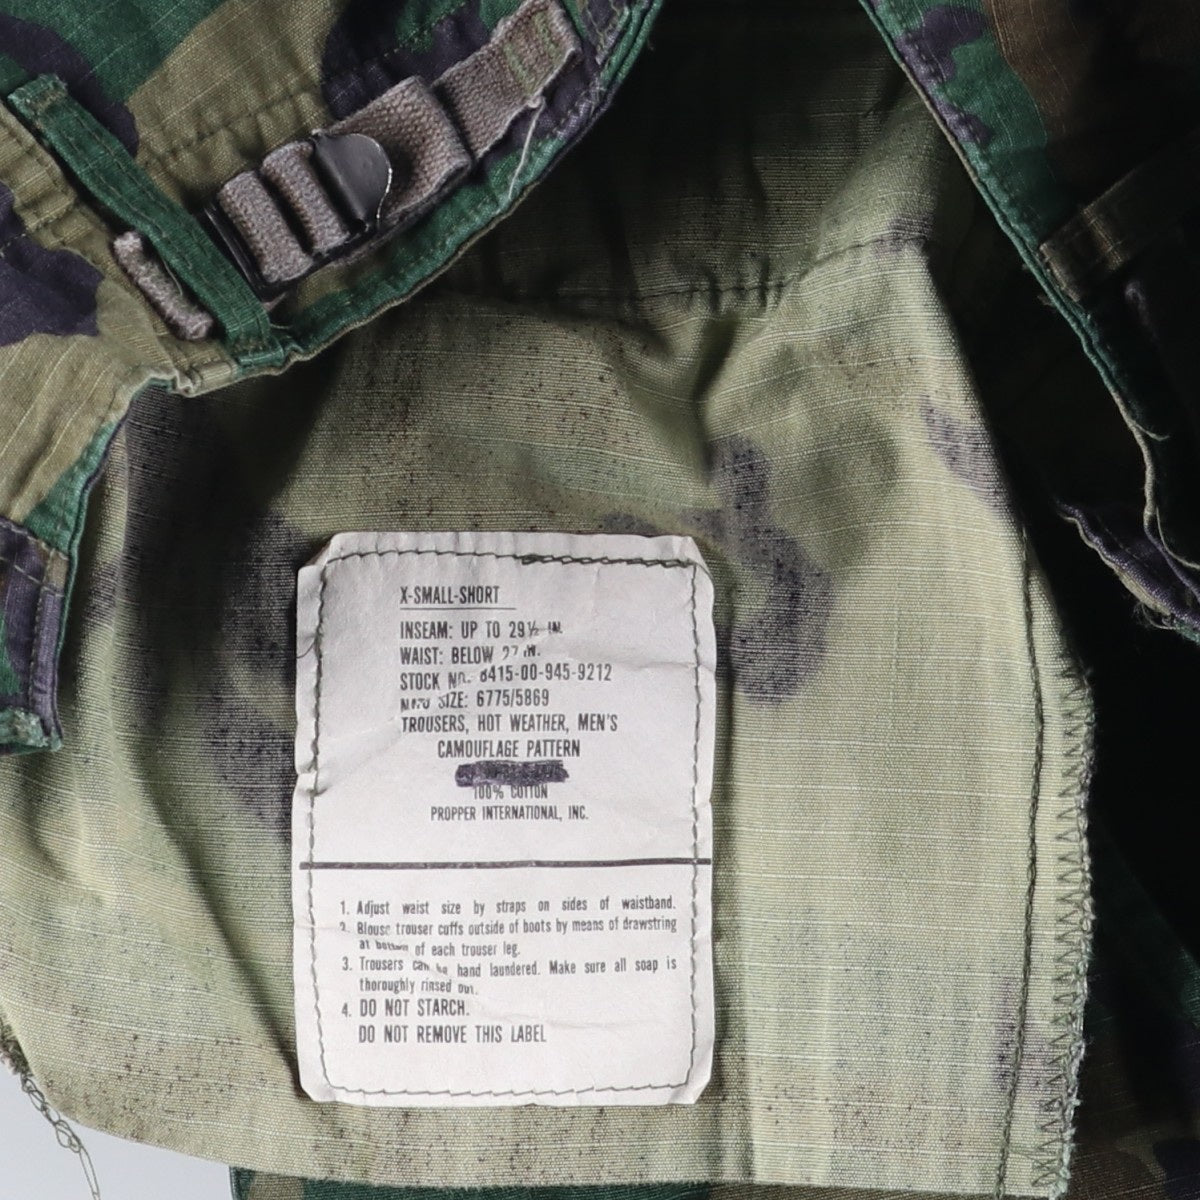 X-SMALL-SHORT
INSEAM: UP TO 29½ IN.
WAIST: BELOW 27 IN.
STOCK NO. 8415-00-945-9212
NATO SIZE: 6775/5869
TROUSERS, HOT WEATHER, MEN'S
CAMOUFLAGE PATTERN
100% COTTON
PROPPER INTERNATIONAL, INC.
1. Adjust waist size by straps on sides of waistband.
2. Blouse trouser cuffs outside of boots by means of drawstring
at bottom of each trouser leg.
3. Trousers can be hand laundered. Make sure all soap is
thoroughly rinsed out.
4. DO NOT STARCH.
DO NOT REMOVE THIS LABEL